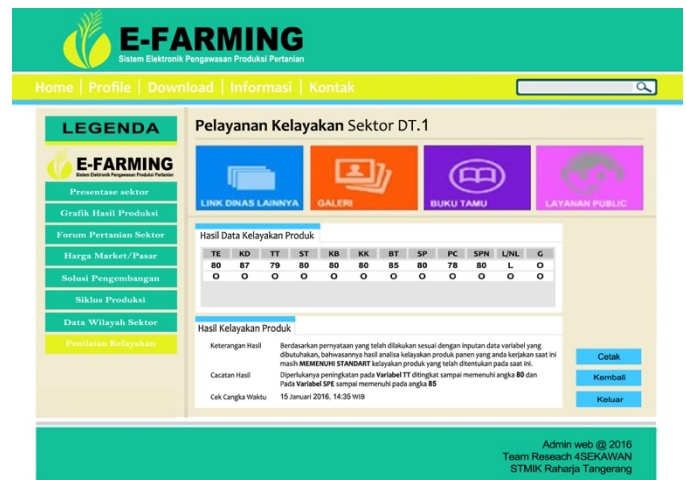 E-FARMING
Sistem Elektronik Pengawasan Produksi Pertanian
Home | Profile | Download | Informasi | Kontak
LEGENDA
E-FARMING
Sistem Elektronik Pengawasan Produksi Pertanian
Presentase sektor
Grafik Hasil Produksi
Forum Pertanian Sektor
Harga Market/Pasar
Solusi Pengembangan
Siklus Produksi
Data Wilayah Sektor
Penilaian Kelayakan
Pelayanan Kelayakan Sektor DT.1
LINK DINAS LAINNYA
GALERI
BUKU TAMU
LAYANAN PUBLIC
Hasil Data Kelayakan Produk
TE KD TT ST KB KK BT SP PC SPN L/NL G
80 87 79 80 80 80 85 80 78 80 L O
O O O O O O O O O O O O
Hasil Kelayakan Produk
Keterangan Hasil Berdasarkan pernyataan yang telah dilakukan sesuai dengan inputan data variabel yang
dibutuhakan, bahwasannya hasil analisa kelayakan produk panen yang anda kerjakan saat ini
masih MEMENUHI STANDART kelayakan produk yang telah ditentukan pada saat ini.
Cacatan Hasil Diperlukanya peningkatan pada Variabel TT ditingkat sampai memenuhi angka 80 dan
Pada Variabel SPE sampai memenuhi pada angka 85
Cek Cangka Waktu 15 Januari 2016, 14:35 WIB
Cetak
Kembali
Keluar
Admin web @ 2016
Team Reseach 4SEKAWAN
STMIK Raharja Tangerang